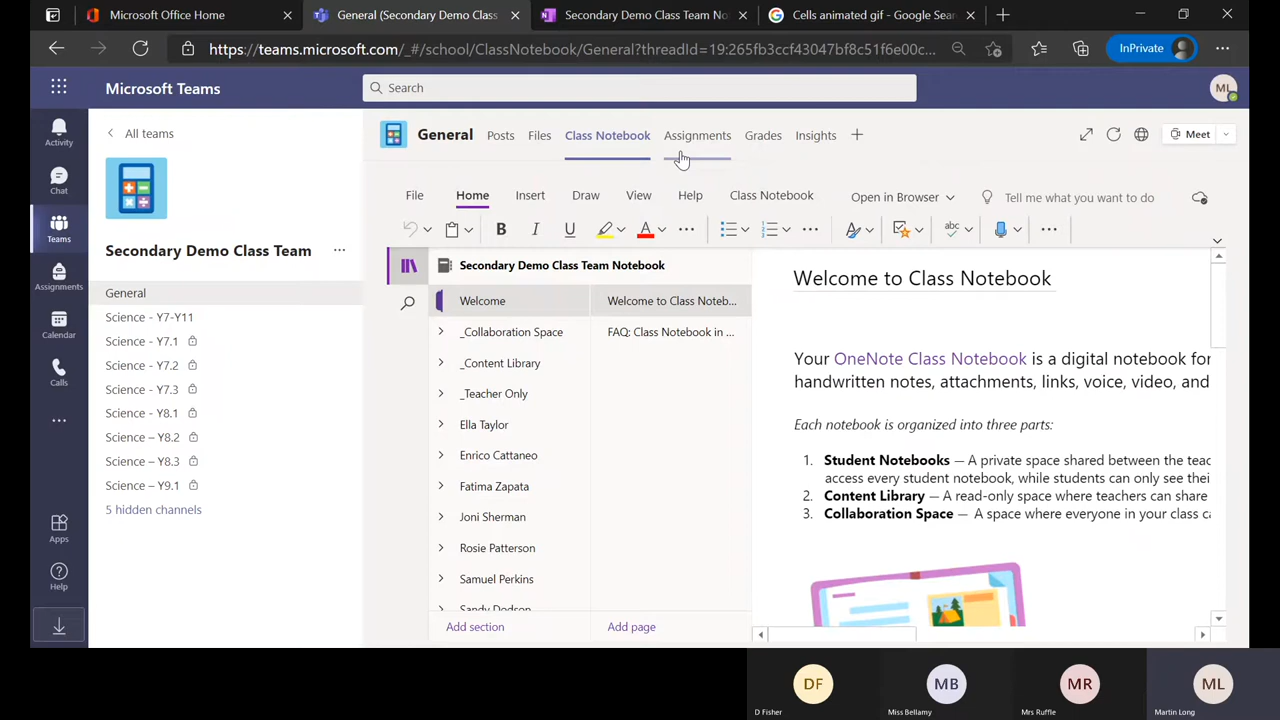 Microsoft Office Home
General (Secondary Demo Class
Secondary Demo Class Team No
Cells animated gif - Google Sear
https://teams.microsoft.com/_#/school/ClassNotebook/General?threadId=19:265fb3ccf43047bf8c51f6e00c...
InPrivate
Microsoft Teams
Search
ML
Activity
Chat
Teams
Assignments
Calendar
Calls
Apps
Help
All teams
Secondary Demo Class Team
General
Science - Y7-Y11
Science - Y7.1
Science - Y7.2
Science - Y7.3
Science - Y8.1
Science – Y8.2
Science – Y8.3
Science – Y9.1
5 hidden channels
General Posts Files Class Notebook Assignments Grades Insights
Meet
File Home Insert Draw View Help Class Notebook Open in Browser Tell me what you want to do
B I U A abc
Secondary Demo Class Team Notebook
Welcome
_Collaboration Space
_Content Library
_Teacher Only
Ella Taylor
Enrico Cattaneo
Fatima Zapata
Joni Sherman
Rosie Patterson
Samuel Perkins
Sandy Dodson
Add section
Welcome to Class Noteb...
FAQ: Class Notebook in ...
Add page
Welcome to Class Notebook
Your OneNote Class Notebook is a digital notebook for
handwritten notes, attachments, links, voice, video, and
Each notebook is organized into three parts:
1. Student Notebooks — A private space shared between the teac
access every student notebook, while students can only see thei
2. Content Library — A read-only space where teachers can share
3. Collaboration Space — A space where everyone in your class ca
DF
D Fisher
MB
Miss Bellamy
MR
Mrs Ruffle
ML
Martin Long